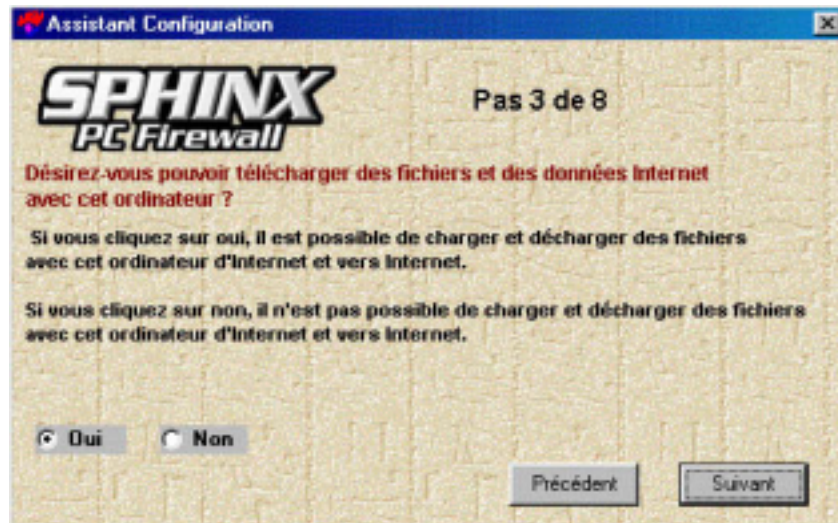 Assistant Configuration
SPHINX
PC Firewall
Pas 3 de 8
Désirez-vous pouvoir télécharger des fichiers et des données Internet
avec cet ordinateur ?
Si vous cliquez sur oui, il est possible de charger et décharger des fichiers
avec cet ordinateur d'Internet et vers Internet.
Si vous cliquez sur non, il n'est pas possible de charger et décharger des fichiers
avec cet ordinateur d'Internet et vers Internet.
Oui Non
Précédent Suivant